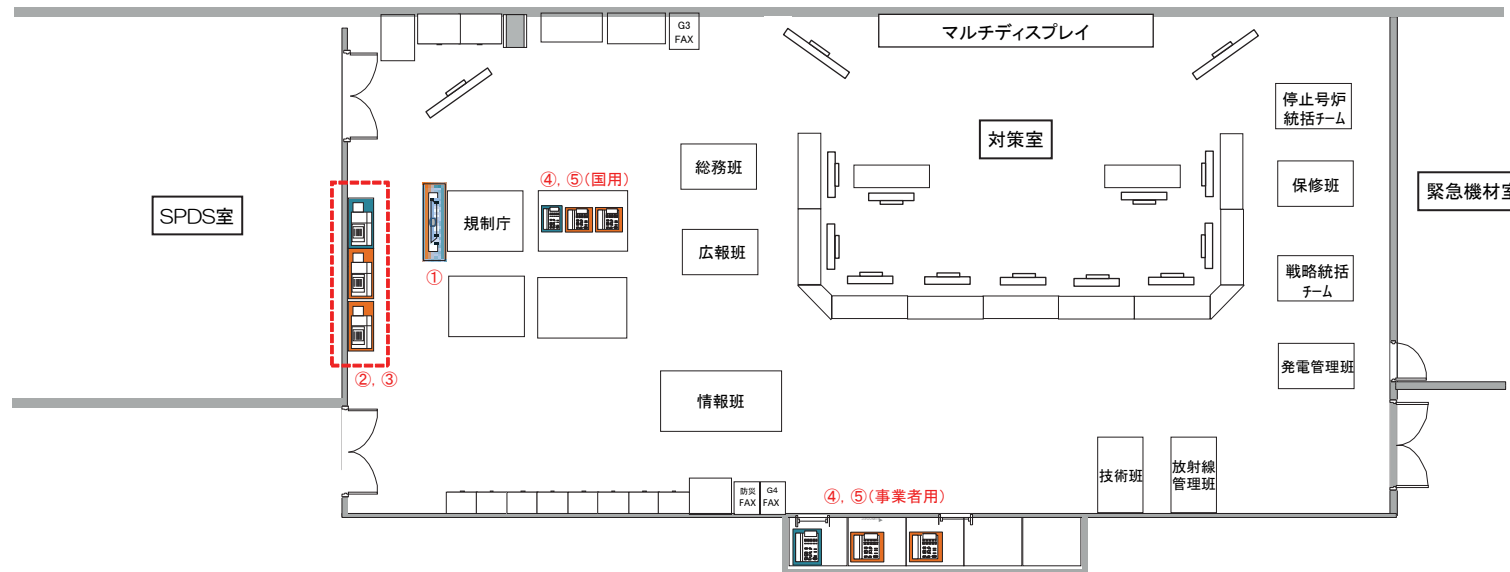 G3
FAX
マルチディスプレイ
停止号炉
統括チーム
対策室
総務班
④, ⑤(国用)
保修班
緊急機材室
SPDS室
規制庁
広報班
①
戦略統括
チーム
②, ③
発電管理班
情報班
技術班
放射線
管理班
防災
FAX
G4
FAX
④, ⑤(事業者用)